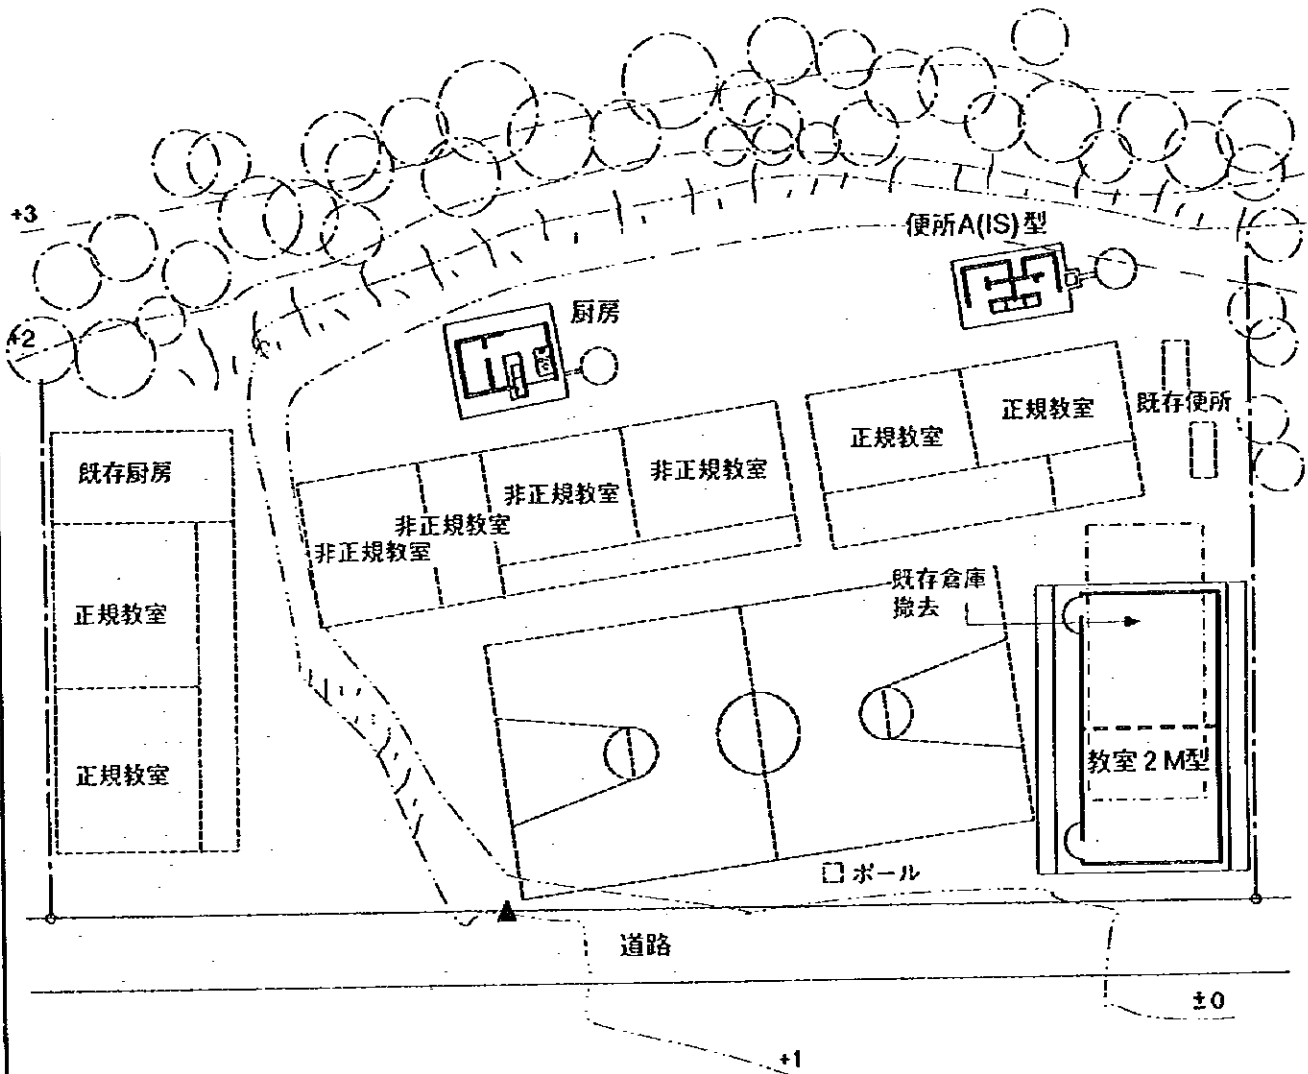 +3
便所A(IS)型
厨房
+2
既存便所
正規教室
正規教室
既存厨房
非正規教室
非正規教室
非正規教室
非正規教室
既存倉庫
撤去
正規教室
教室2M型
正規教室
ポール
道路
±0
+1